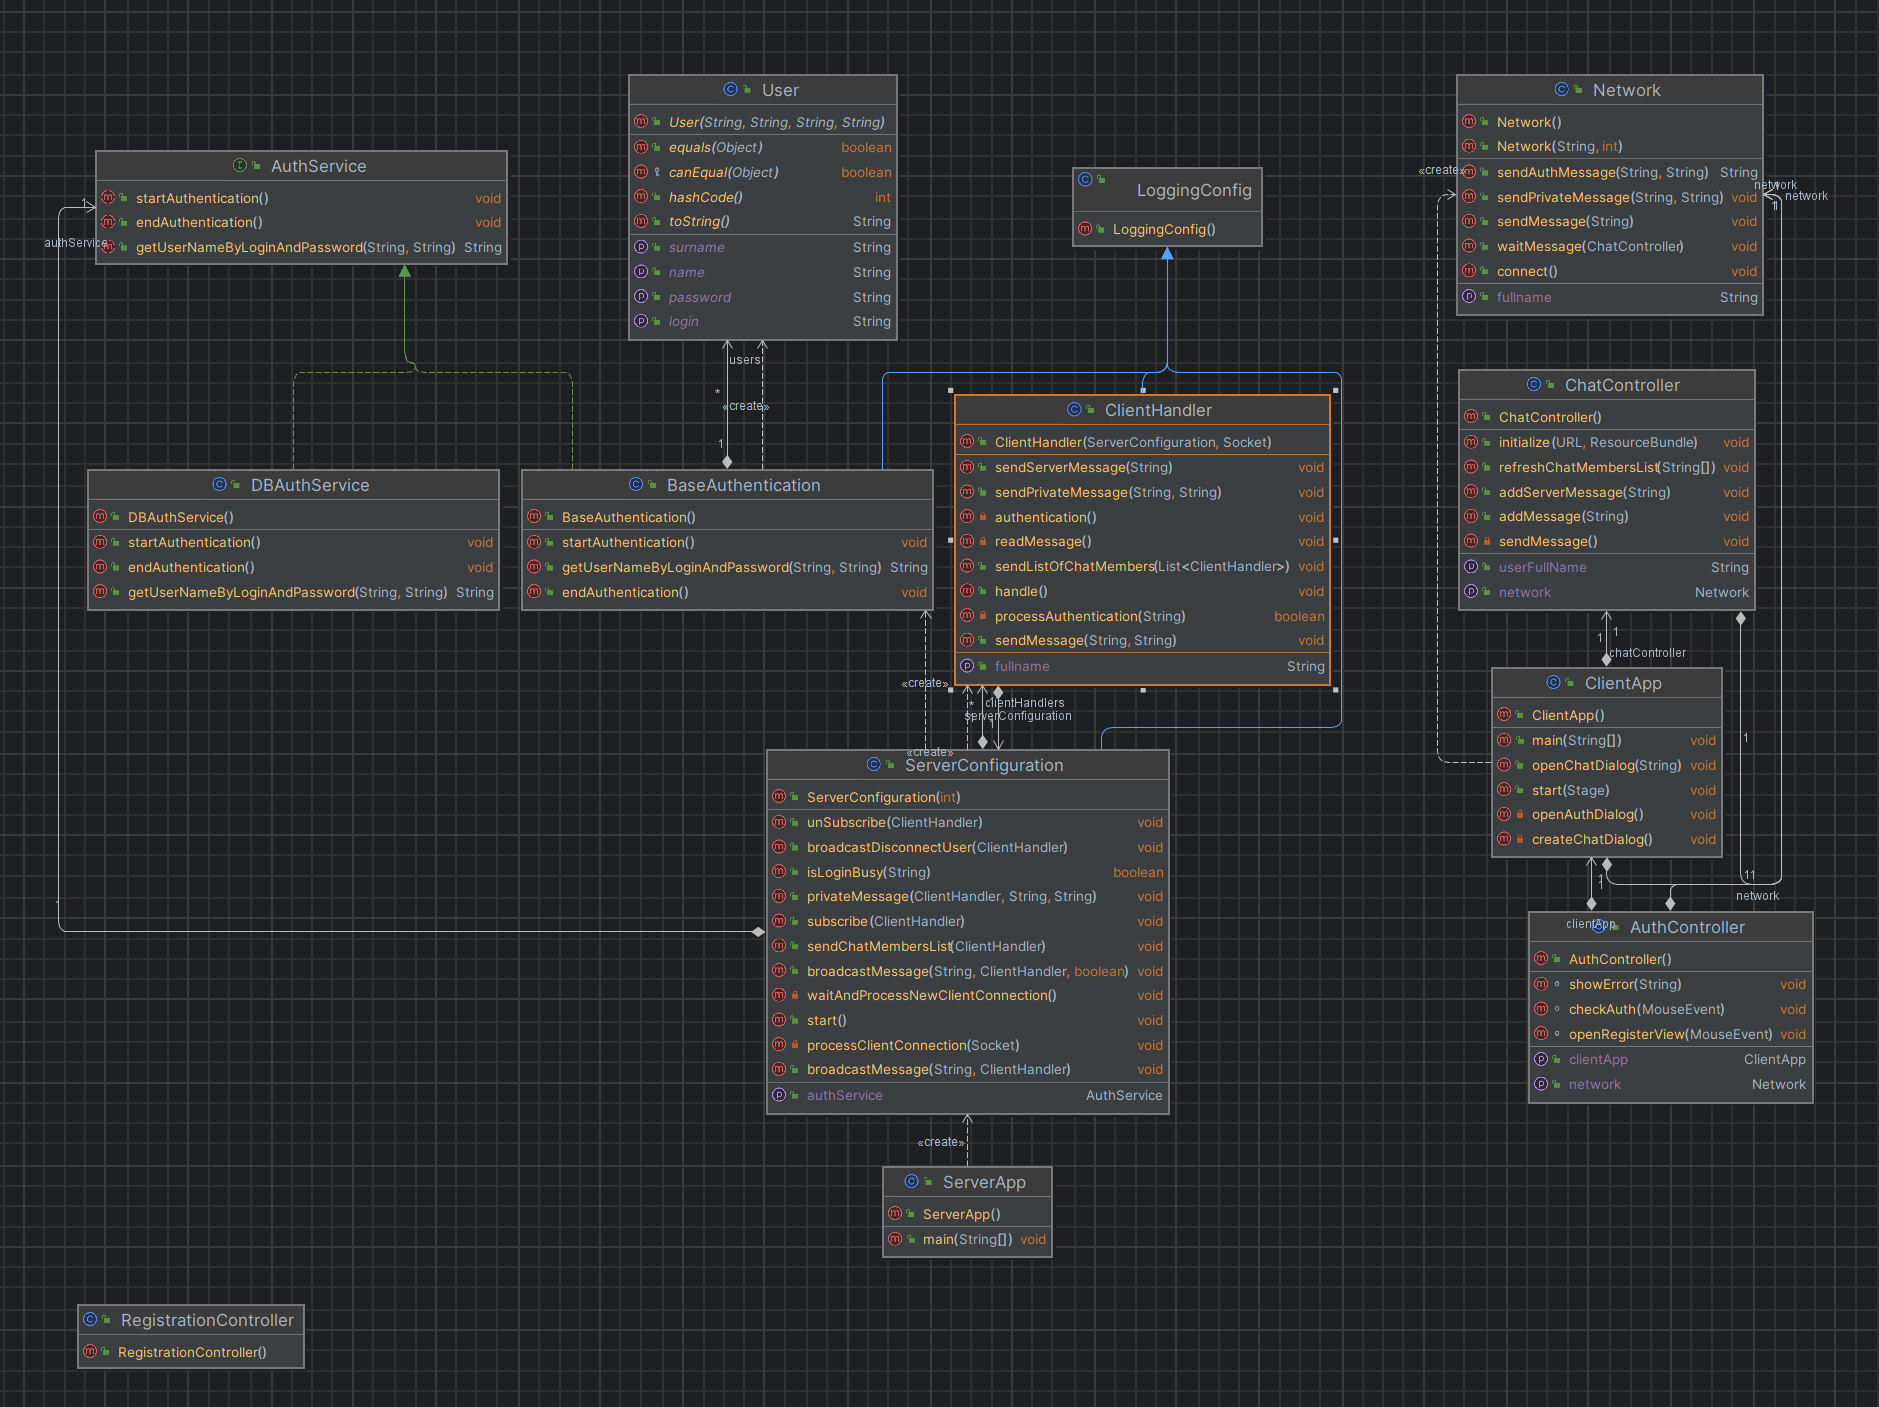 User
User(String, String, String, String)
equals(Object) boolean
canEqual(Object) boolean
hashCode() int
toString() String
surname String
name String
password String
login String
Network
Network()
Network(String, int)
sendAuthMessage(String, String) String
sendPrivateMessage(String, String) void
sendMessage(String) void
waitMessage(ChatController) void
connect() void
fullname String
«create»
network
network
1
AuthService
startAuthentication() void
endAuthentication() void
getUserNameByLoginAndPassword(String, String) String
1
authService
LoggingConfig
LoggingConfig()
users
*
«create»
1
ClientHandler
ClientHandler(ServerConfiguration, Socket)
sendServerMessage(String) void
sendPrivateMessage(String, String) void
authentication() void
readMessage() void
sendListOfChatMembers(List<ClientHandler>) void
handle() void
processAuthentication(String) boolean
sendMessage(String, String) void
fullname String
ChatController
ChatController()
initialize(URL, ResourceBundle) void
refreshChatMembersList(String[]) void
addServerMessage(String) void
addMessage(String) void
sendMessage() void
userFullName String
network Network
DBAuthService
DBAuthService()
startAuthentication() void
endAuthentication() void
getUserNameByLoginAndPassword(String, String) String
BaseAuthentication
BaseAuthentication()
startAuthentication() void
getUserNameByLoginAndPassword(String, String) String
endAuthentication() void
1
1
chatController
ClientApp
ClientApp()
main(String[]) void
openChatDialog(String) void
start(Stage) void
openAuthDialog() void
createChatDialog() void
1
«create»
*
clientHandlers
serverConfiguration
1
«create»
ServerConfiguration
ServerConfiguration(int)
unSubscribe(ClientHandler) void
broadcastDisconnectUser(ClientHandler) void
isLoginBusy(String) boolean
privateMessage(ClientHandler, String, String) void
subscribe(ClientHandler) void
sendChatMembersList(ClientHandler) void
broadcastMessage(String, ClientHandler, boolean) void
waitAndProcessNewClientConnection() void
start() void
processClientConnection(Socket) void
broadcastMessage(String, ClientHandler) void
authService AuthService
1
11
network
clientApp
AuthController
AuthController()
showError(String) void
checkAuth(MouseEvent) void
openRegisterView(MouseEvent) void
clientApp ClientApp
network Network
«create»
ServerApp
ServerApp()
main(String[]) void
RegistrationController
RegistrationController()